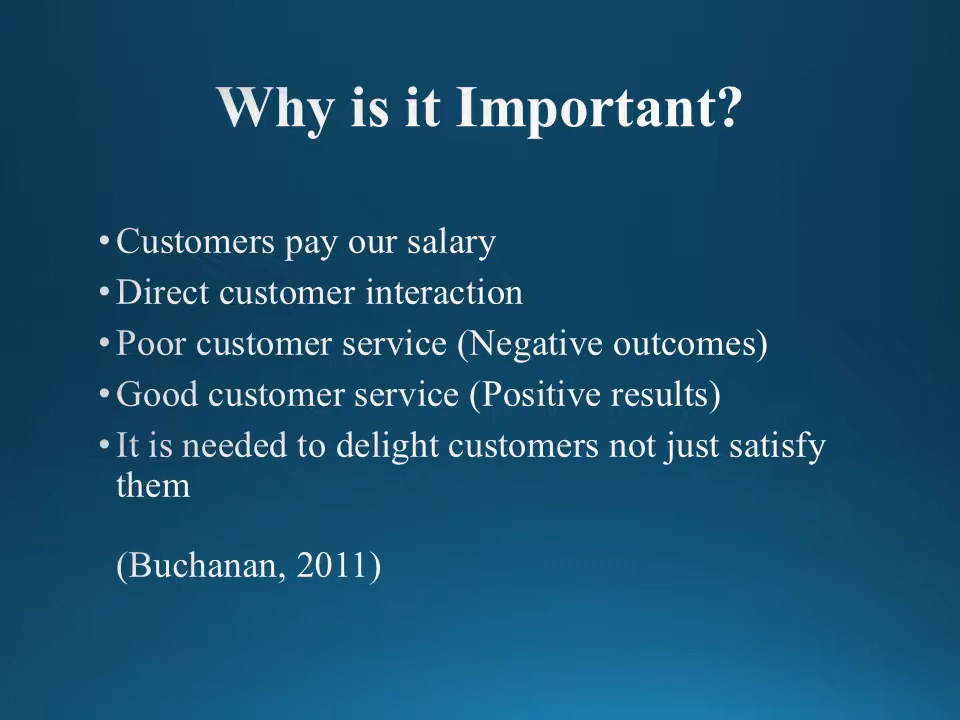 Why is it Important?
• Customers pay our salary
• Direct customer interaction
• Poor customer service (Negative outcomes)
• Good customer service (Positive results)
• It is needed to delight customers not just satisfy
them
(Buchanan, 2011)